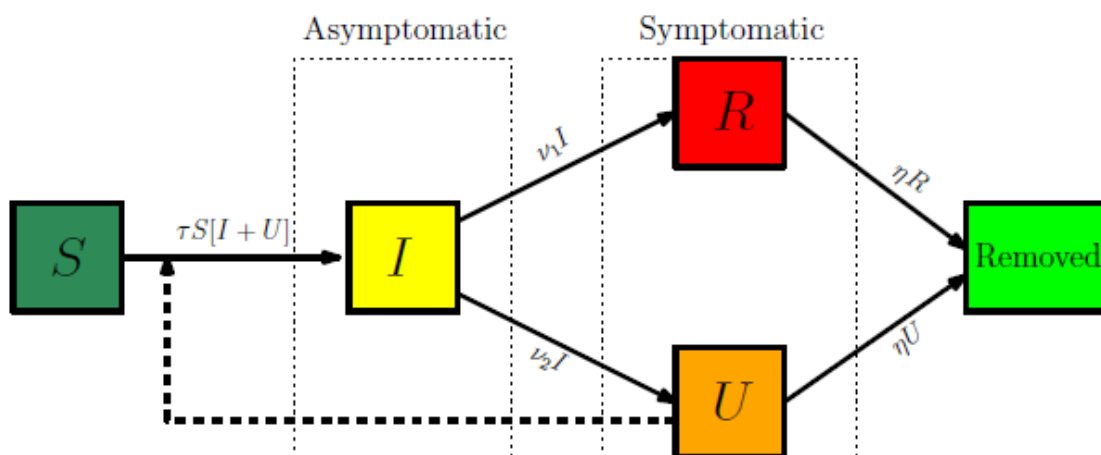 Asymptomatic
Symptomatic
R
ν₁I
ηR
τS[I + U]
S
I
Removed
ν₂I
ηU
U